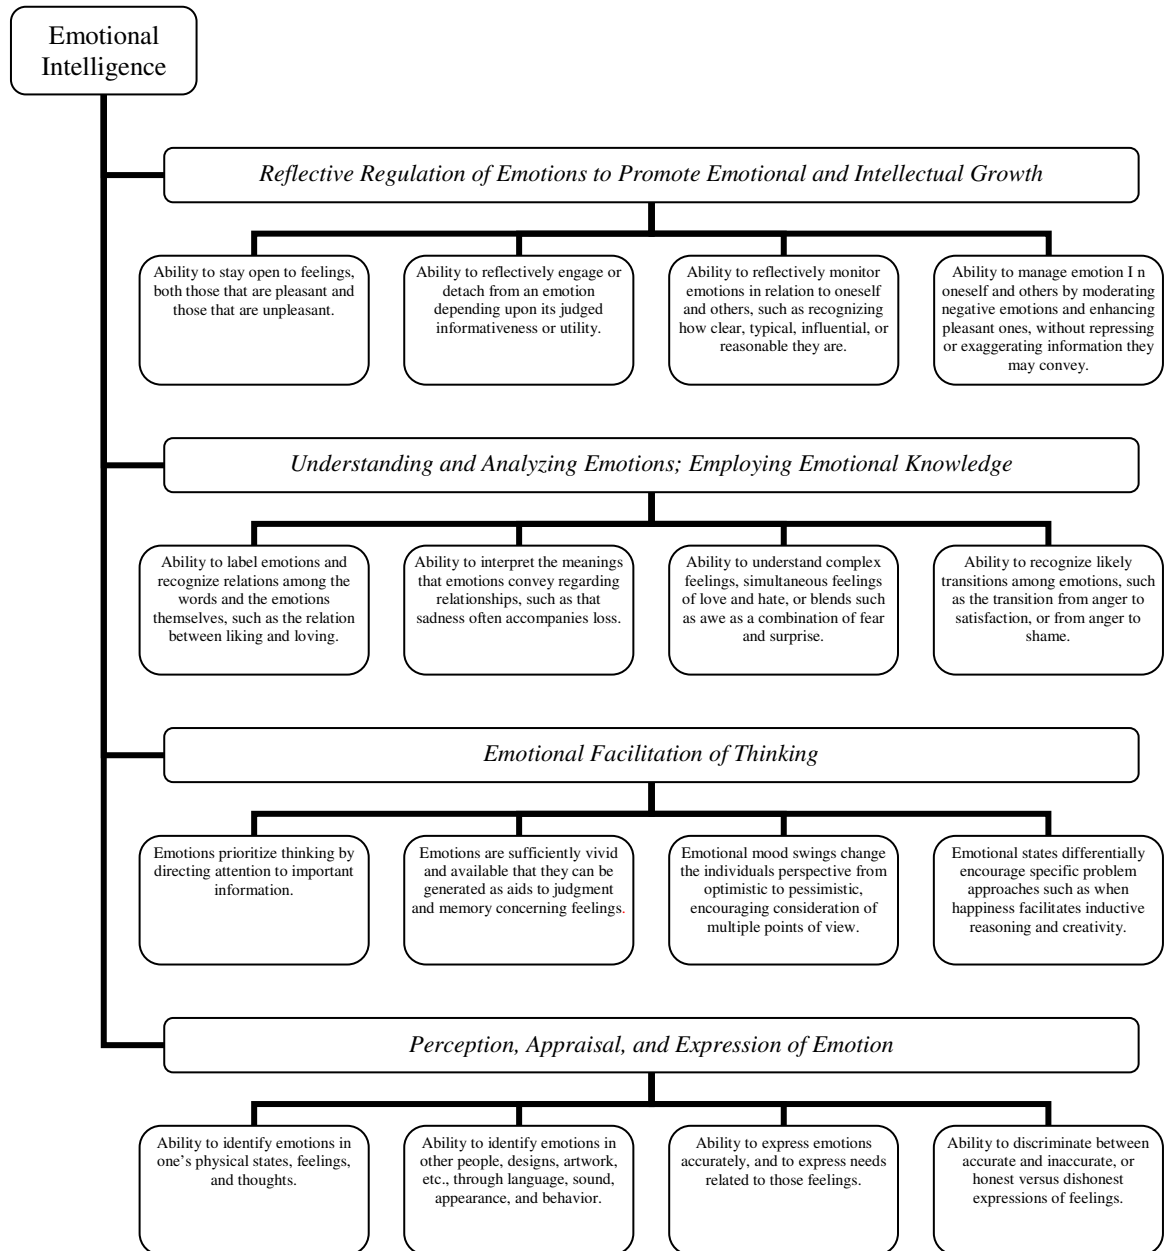 Emotional
Intelligence
Reflective Regulation of Emotions to Promote Emotional and Intellectual Growth
Ability to stay open to feelings,
both those that are pleasant and
those that are unpleasant.
Ability to reflectively engage or
detach from an emotion
depending upon its judged
informativeness or utility.
Ability to reflectively monitor
emotions in relation to oneself
and others, such as recognizing
how clear, typical, influential, or
reasonable they are.
Ability to manage emotion I n
oneself and others by moderating
negative emotions and enhancing
pleasant ones, without repressing
or exaggerating information they
may convey.
Understanding and Analyzing Emotions; Employing Emotional Knowledge
Ability to label emotions and
recognize relations among the
words and the emotions
themselves, such as the relation
between liking and loving.
Ability to interpret the meanings
that emotions convey regarding
relationships, such as that
sadness often accompanies loss.
Ability to understand complex
feelings, simultaneous feelings
of love and hate, or blends such
as awe as a combination of fear
and surprise.
Ability to recognize likely
transitions among emotions, such
as the transition from anger to
satisfaction, or from anger to
shame.
Emotional Facilitation of Thinking
Emotions prioritize thinking by
directing attention to important
information.
Emotions are sufficiently vivid
and available that they can be
generated as aids to judgment
and memory concerning feelings.
Emotional mood swings change
the individuals perspective from
optimistic to pessimistic,
encouraging consideration of
multiple points of view.
Emotional states differentially
encourage specific problem
approaches such as when
happiness facilitates inductive
reasoning and creativity.
Perception, Appraisal, and Expression of Emotion
Ability to identify emotions in
one’s physical states, feelings,
and thoughts.
Ability to identify emotions in
other people, designs, artwork,
etc., through language, sound,
appearance, and behavior.
Ability to express emotions
accurately, and to express needs
related to those feelings.
Ability to discriminate between
accurate and inaccurate, or
honest versus dishonest
expressions of feelings.